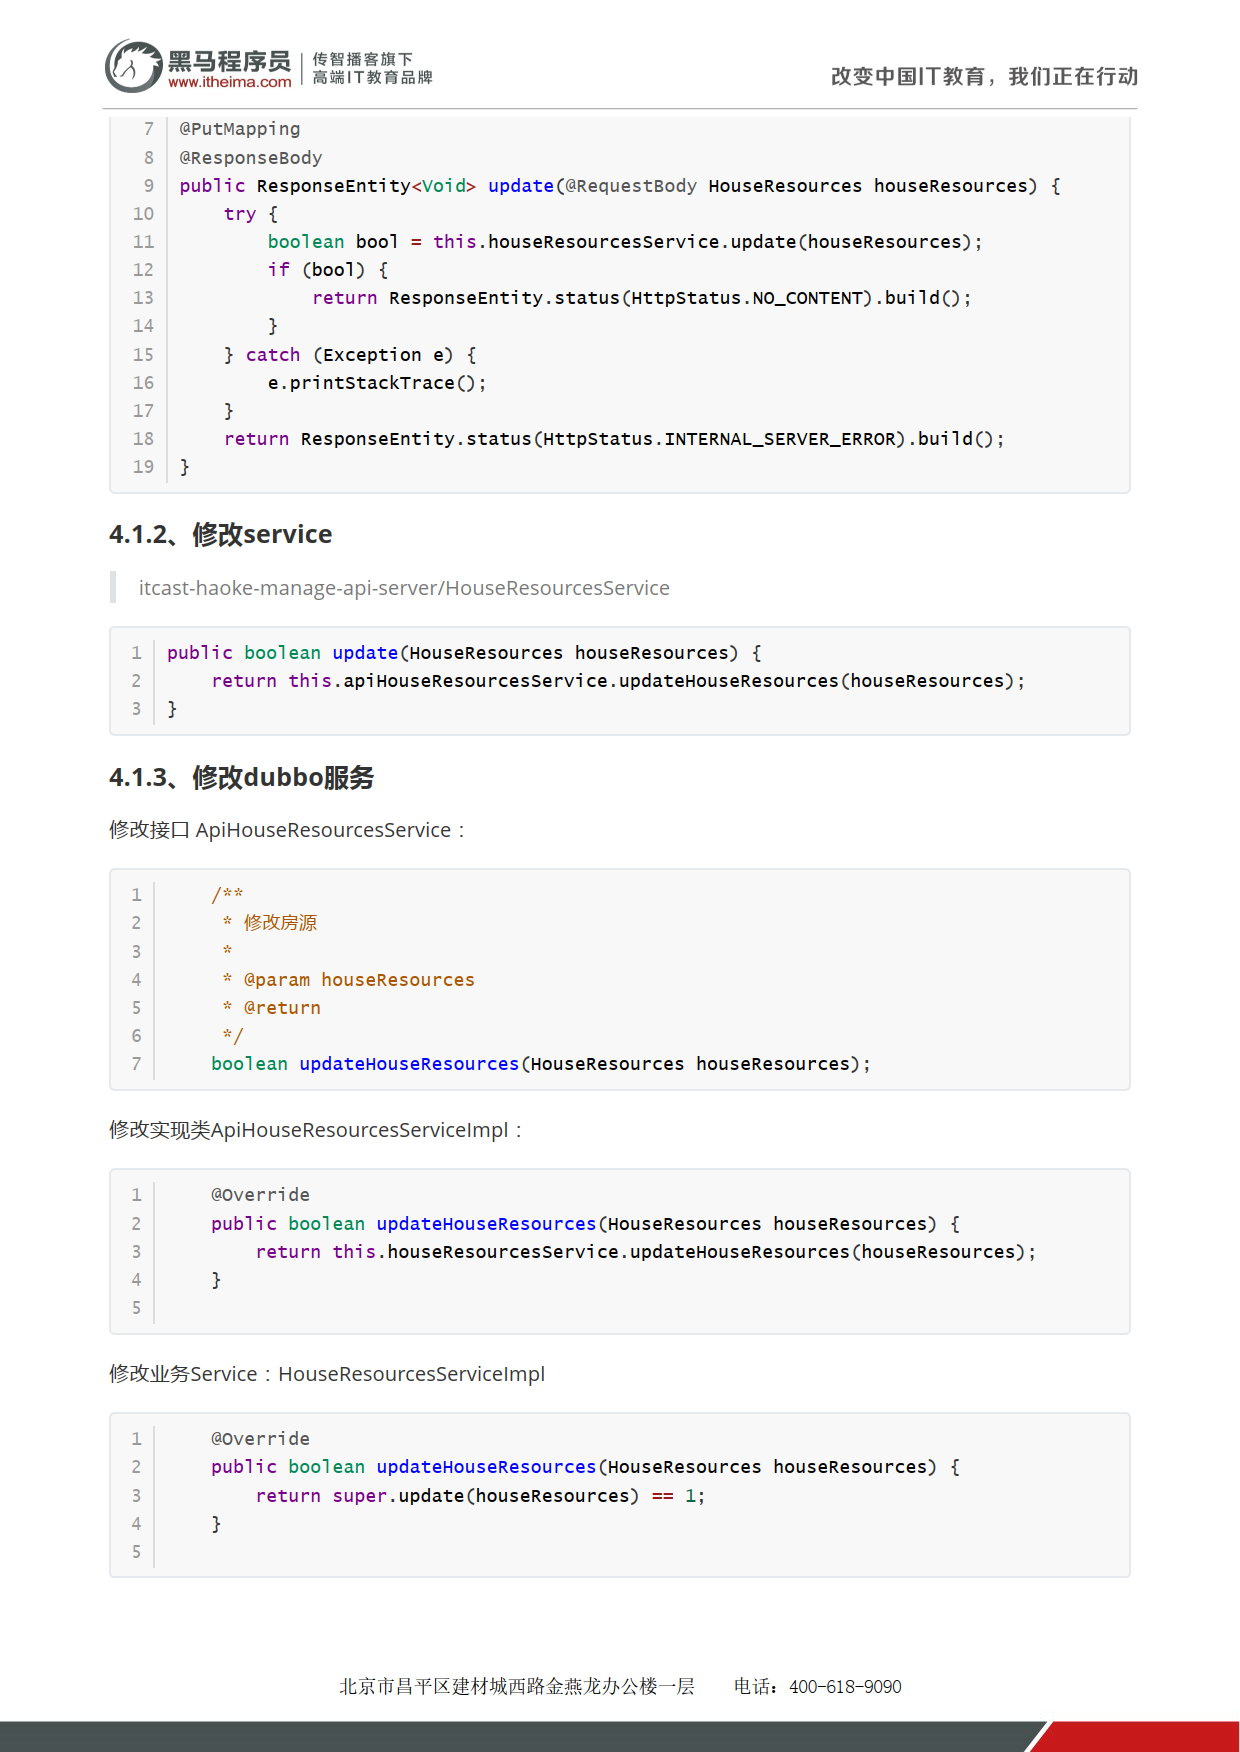 黑马程序员
www.itheima.com
传智播客旗下
高端IT教育品牌
改变中国IT教育，我们正在行动
7 @PutMapping
8 @ResponseBody
9 public ResponseEntity<Void> update(@RequestBody HouseResources houseResources) {
10     try {
11         boolean bool = this.houseResourcesService.update(houseResources);
12         if (bool) {
13             return ResponseEntity.status(HttpStatus.NO_CONTENT).build();
14         }
15     } catch (Exception e) {
16         e.printStackTrace();
17     }
18     return ResponseEntity.status(HttpStatus.INTERNAL_SERVER_ERROR).build();
19 }
4.1.2、修改service
itcast-haoke-manage-api-server/HouseResourcesService
1 public boolean update(HouseResources houseResources) {
2     return this.apiHouseResourcesService.updateHouseResources(houseResources);
3 }
4.1.3、修改dubbo服务
修改接口 ApiHouseResourcesService：
1     /**
2      * 修改房源
3      *
4      * @param houseResources
5      * @return
6      */
7     boolean updateHouseResources(HouseResources houseResources);
修改实现类ApiHouseResourcesServiceImpl：
1     @Override
2     public boolean updateHouseResources(HouseResources houseResources) {
3         return this.houseResourcesService.updateHouseResources(houseResources);
4     }
5
修改业务Service：HouseResourcesServiceImpl
1     @Override
2     public boolean updateHouseResources(HouseResources houseResources) {
3         return super.update(houseResources) == 1;
4     }
5
北京市昌平区建材城西路金燕龙办公楼一层 电话：400-618-9090